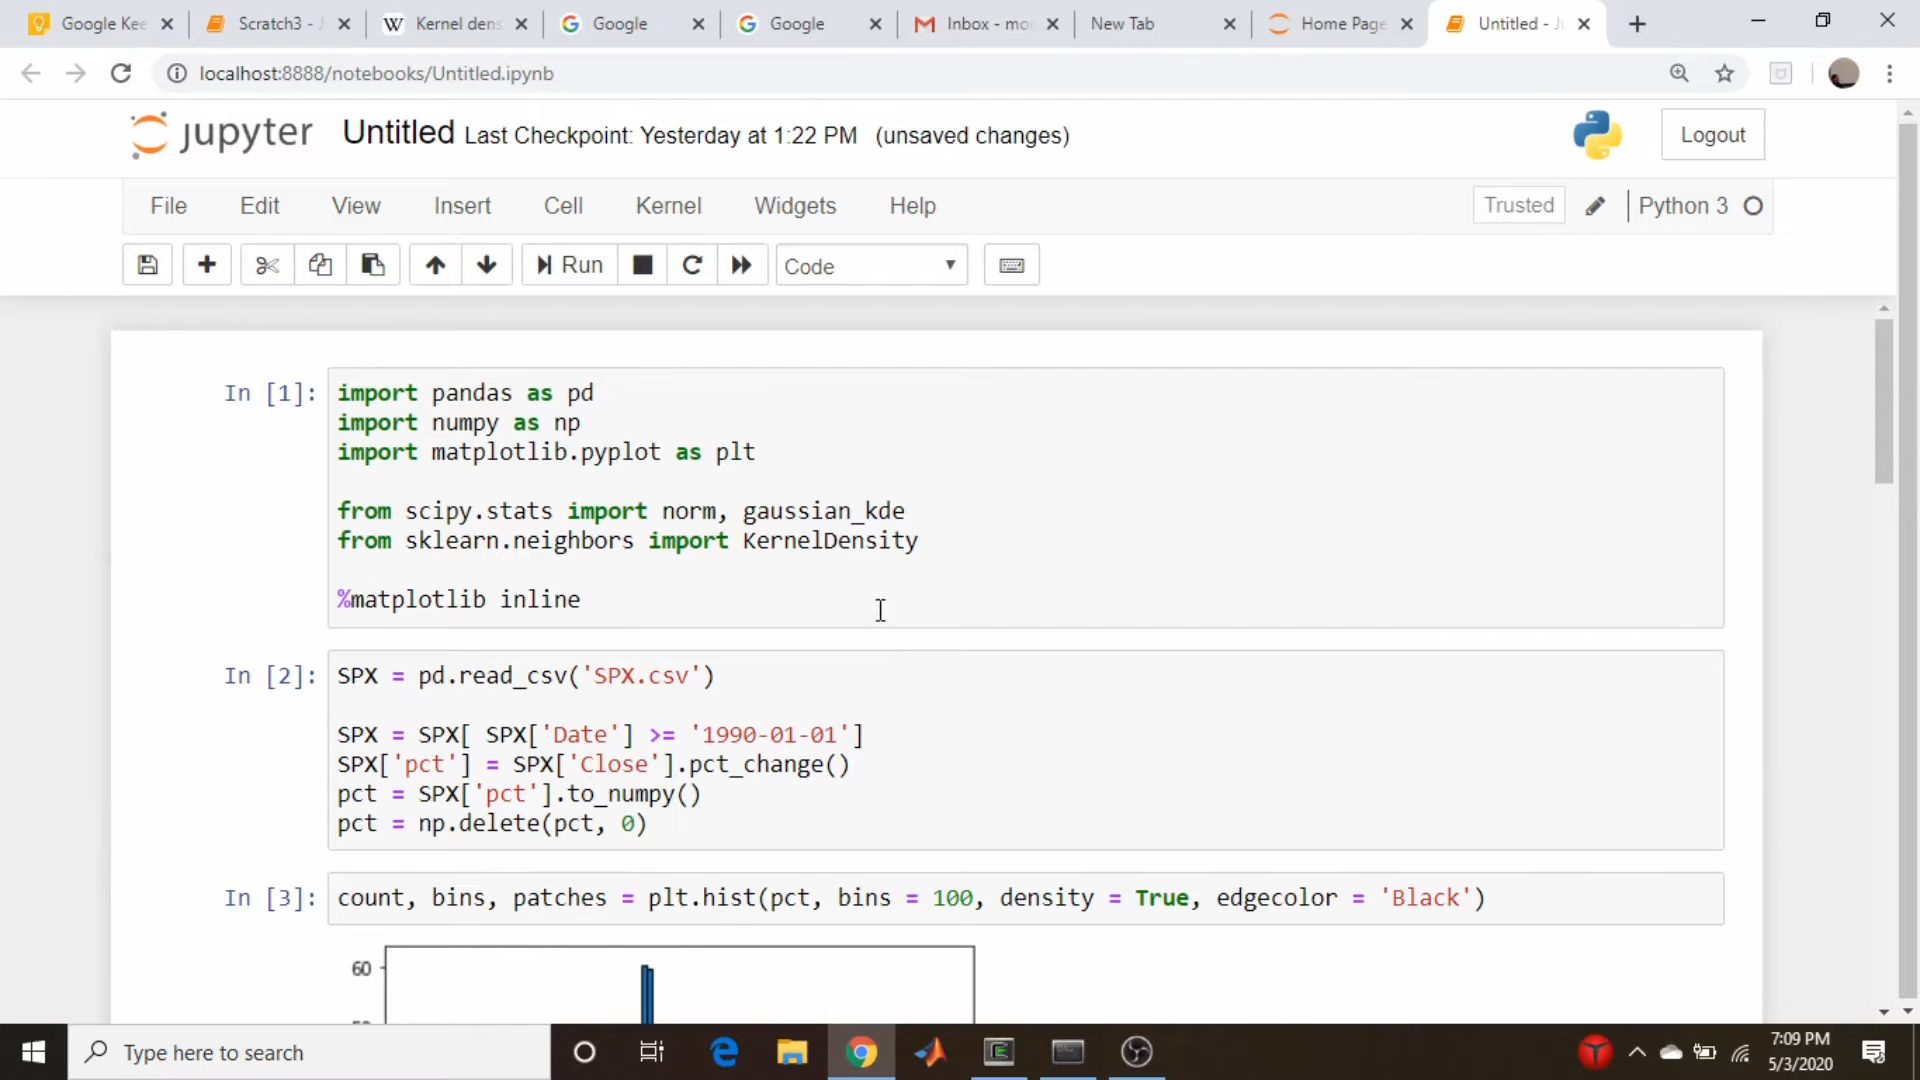 Google Kee
Scratch3 - J
Kernel dens
Google
Google
Inbox - mo
New Tab
Home Page
Untitled - Ju
localhost:8888/notebooks/Untitled.ipynb
jupyter Untitled Last Checkpoint: Yesterday at 1:22 PM (unsaved changes)
Logout
File Edit View Insert Cell Kernel Widgets Help
Trusted Python 3
Run Code
In [1]: import pandas as pd
import numpy as np
import matplotlib.pyplot as plt
from scipy.stats import norm, gaussian_kde
from sklearn.neighbors import KernelDensity
%matplotlib inline
In [2]: SPX = pd.read_csv('SPX.csv')
SPX = SPX[ SPX['Date'] >= '1990-01-01']
SPX['pct'] = SPX['Close'].pct_change()
pct = SPX['pct'].to_numpy()
pct = np.delete(pct, 0)
In [3]: count, bins, patches = plt.hist(pct, bins = 100, density = True, edgecolor = 'Black')
60
Type here to search
7:09 PM
5/3/2020